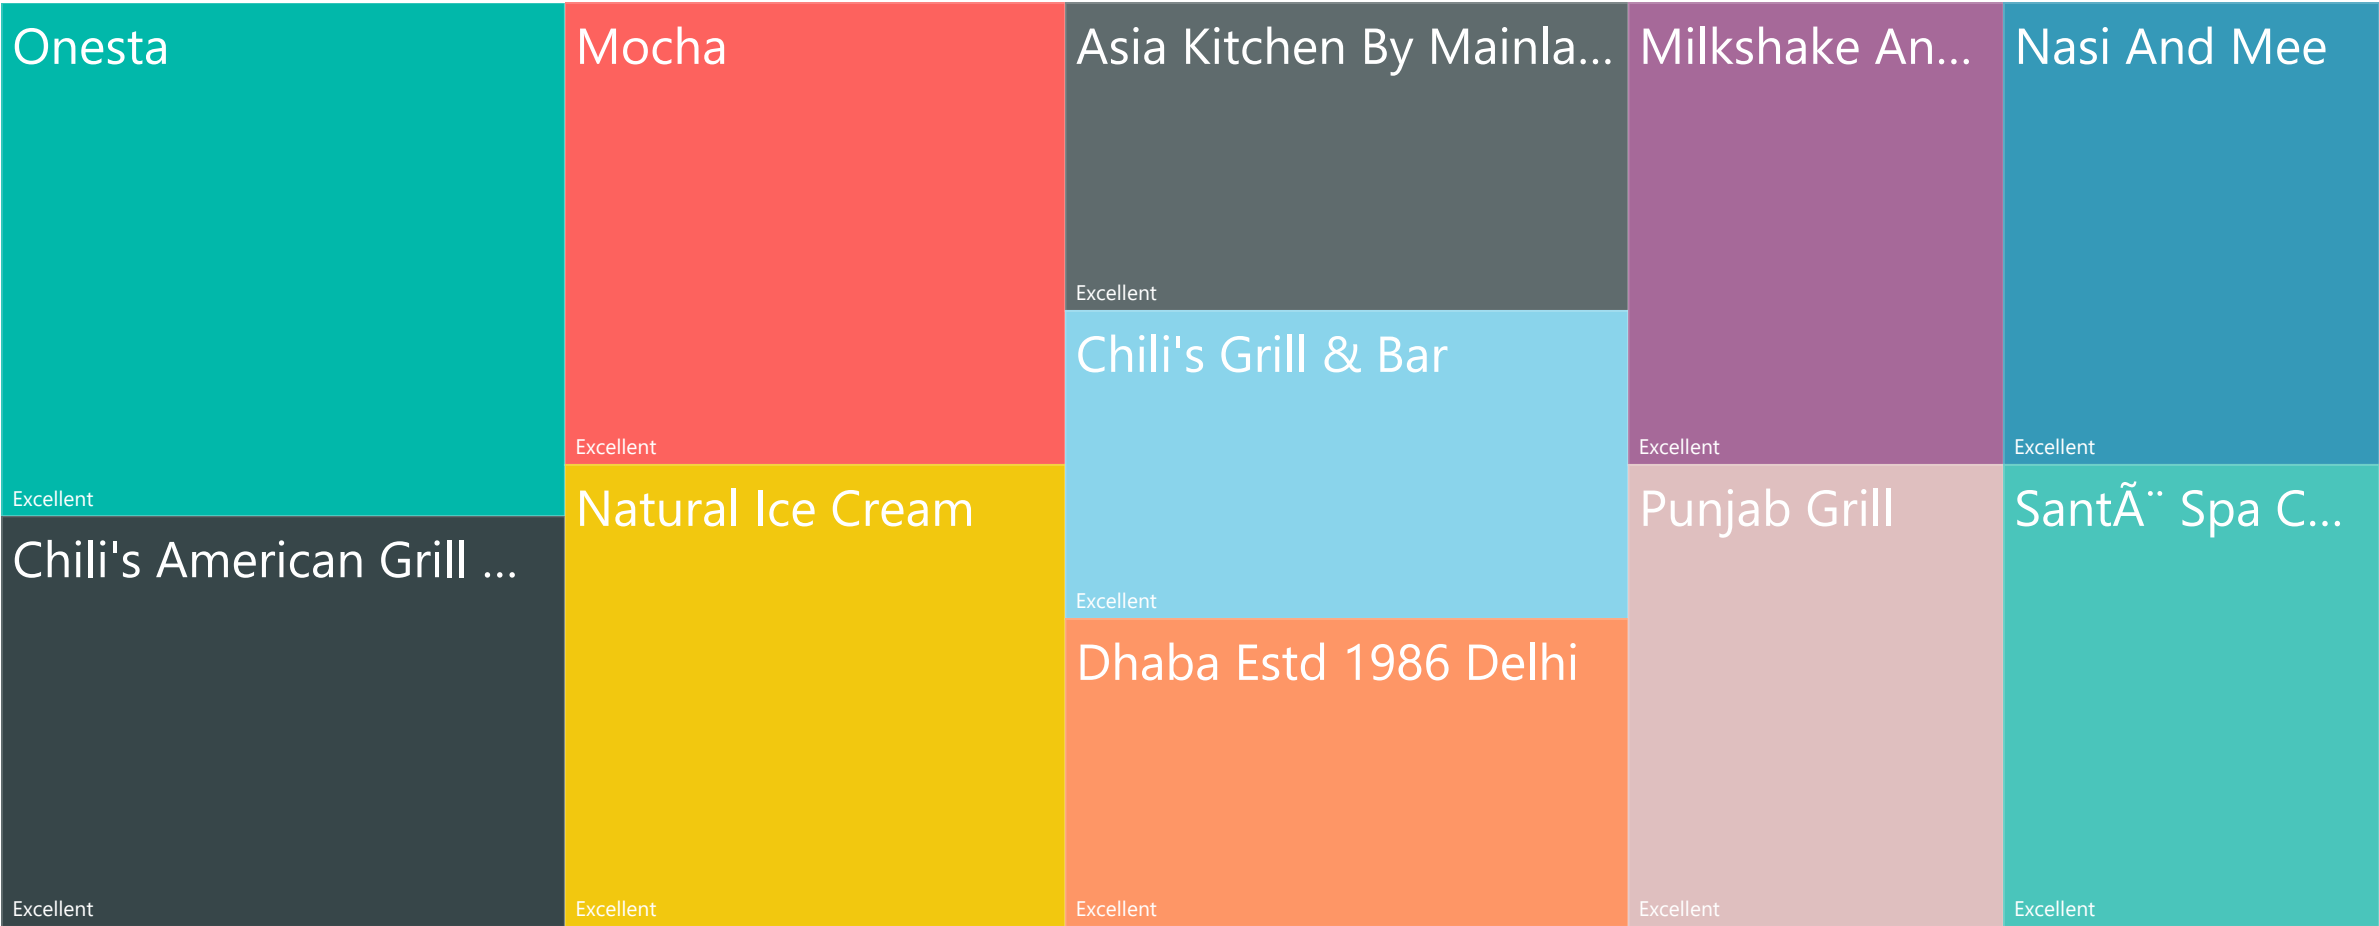 Onesta
Excellent
Chili's American Grill ...
Excellent
Mocha
Excellent
Natural Ice Cream
Excellent
Asia Kitchen By Mainla...
Excellent
Chili's Grill & Bar
Excellent
Dhaba Estd 1986 Delhi
Excellent
Milkshake An...
Excellent
Punjab Grill
Excellent
Nasi And Mee
Excellent
SantÃ¨ Spa C...
Excellent